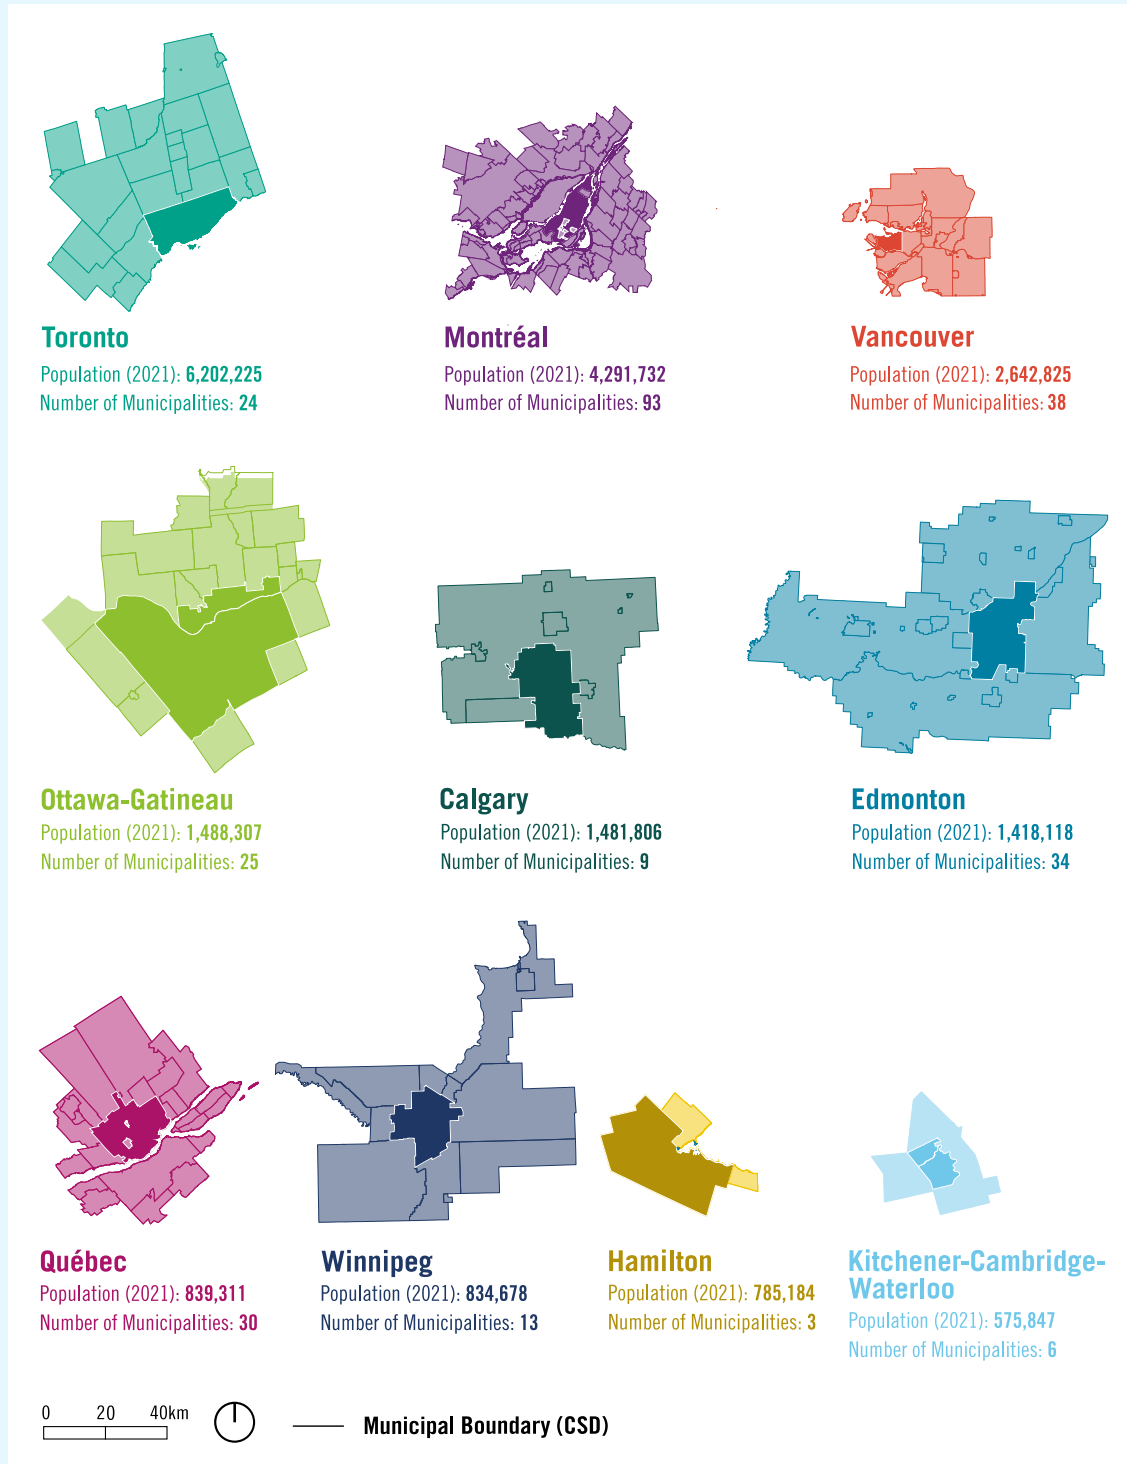 Toronto
Population (2021): 6,202,225
Number of Municipalities: 24
Montréal
Population (2021): 4,291,732
Number of Municipalities: 93
Vancouver
Population (2021): 2,642,825
Number of Municipalities: 38
Ottawa-Gatineau
Population (2021): 1,488,307
Number of Municipalities: 25
Calgary
Population (2021): 1,481,806
Number of Municipalities: 9
Edmonton
Population (2021): 1,418,118
Number of Municipalities: 34
Québec
Population (2021): 839,311
Number of Municipalities: 30
Winnipeg
Population (2021): 834,678
Number of Municipalities: 13
Hamilton
Population (2021): 785,184
Number of Municipalities: 3
Kitchener-Cambridge-
Waterloo
Population (2021): 575,847
Number of Municipalities: 6
0 20 40km
Municipal Boundary (CSD)